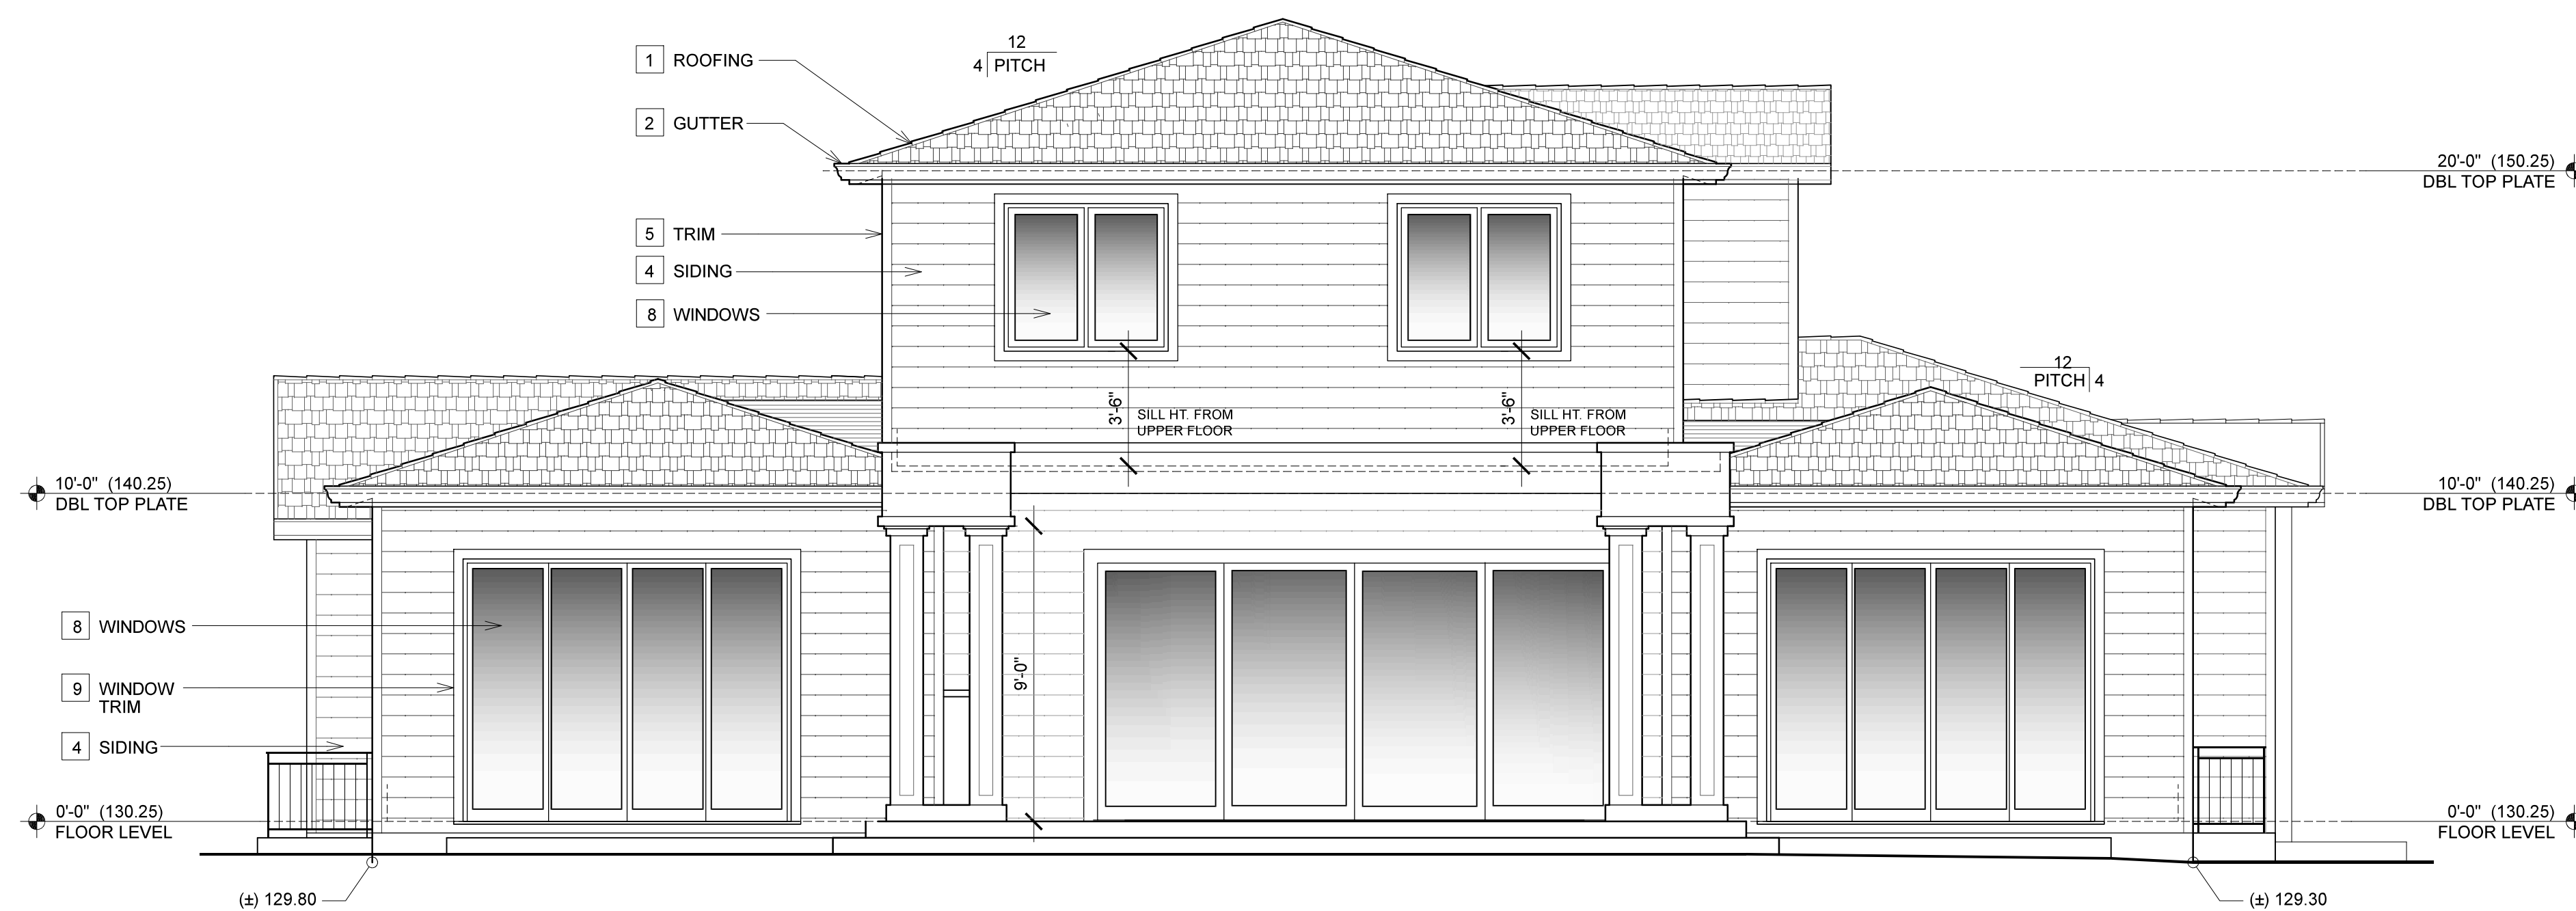 12
4 PITCH
1 ROOFING
2 GUTTER
20'-0" (150.25)
DBL TOP PLATE
5 TRIM
4 SIDING
8 WINDOWS
12
PITCH 4
3'-6"
SILL HT. FROM
UPPER FLOOR
3'-6"
SILL HT. FROM
UPPER FLOOR
10'-0" (140.25)
DBL TOP PLATE
10'-0" (140.25)
DBL TOP PLATE
8 WINDOWS
9'-0"
9 WINDOW
TRIM
4 SIDING
0'-0" (130.25)
FLOOR LEVEL
0'-0" (130.25)
FLOOR LEVEL
(±) 129.80
(±) 129.30